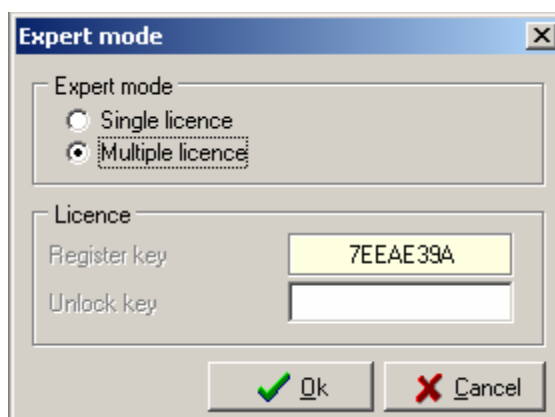 Expert mode
Expert mode
Single licence
Multiple licence
Licence
Register key 7EEAE39A
Unlock key
Ok Cancel